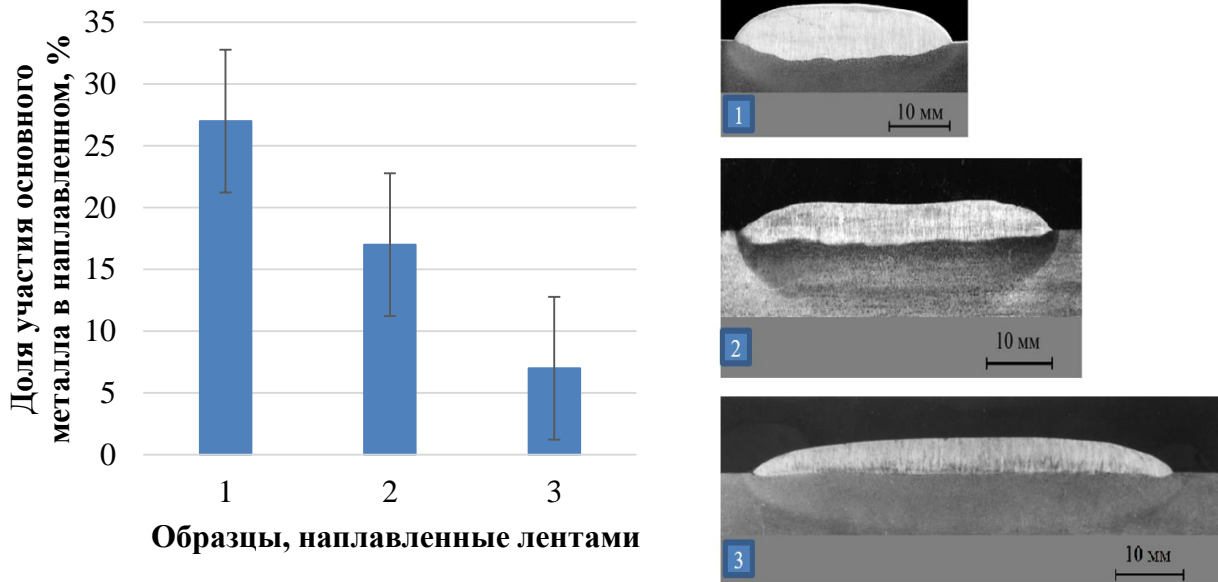 35
30
25
20
15
10
5
0
Доля участия основного
металла в наплавленном, %
1 2 3
Образцы, наплавленные лентами
1
10 мм
2
10 мм
3
10 мм